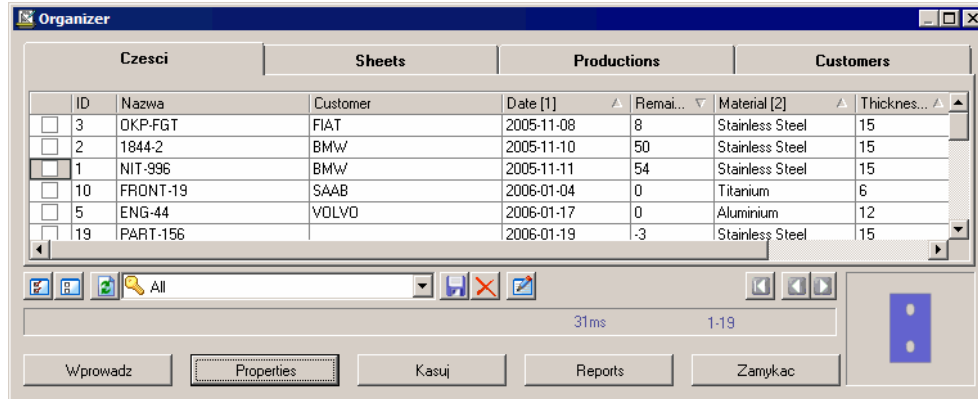 Organizer
Czesci Sheets Productions Customers
ID Nazwa Customer Date [1] Remai... Material [2] Thicknes...
3 OKP-FGT FIAT 2005-11-08 8 Stainless Steel 15
2 1844-2 BMW 2005-11-10 50 Stainless Steel 15
1 NIT-996 BMW 2005-11-11 54 Stainless Steel 15
10 FRONT-19 SAAB 2006-01-04 0 Titanium 6
5 ENG-44 VOLVO 2006-01-17 0 Aluminium 12
19 PART-156 2006-01-19 -3 Stainless Steel 15
All
31ms 1-19
Wprowadz Properties Kasuj Reports Zamykac